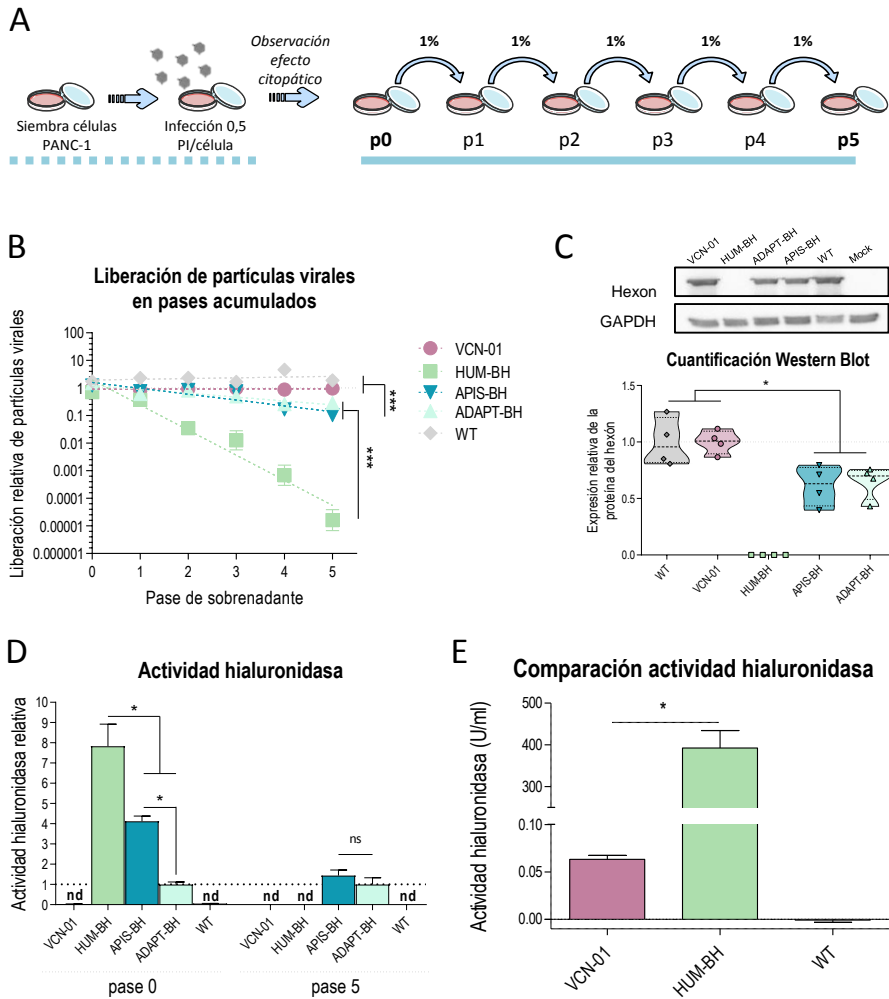 A
1%
1%
1%
1%
1%
Observación
efecto
citopático
Siembra células
PANC-1
Infección 0,5
PI/célula
p0
p1
p2
p3
p4
p5
B
Liberación de partículas virales
en pases acumulados
Liberación relativa de partículas virales
100
10
1
0.1
0.01
0.001
0.0001
0.00001
0.000001
0
1
2
3
4
5
Pase de sobrenadante
VCN-01
HUM-BH
APIS-BH
ADAPT-BH
WT
***
***
C
VCN-01
HUM-BH
ADAPT-BH
APIS-BH
WT
Mock
Hexon
GAPDH
Cuantificación Western Blot
Expresión relativa de la
proteína del hexón
1.5
1.0
0.5
0.0
*
WT
VCN-01
HUM-BH
APIS-BH
ADAPT-BH
D
Actividad hialuronidasa
Actividad hialuronidasa relativa
10
9
8
7
6
5
4
3
2
1
0
*
*
ns
nd
nd
nd
nd
nd
VCN-01
HUM-BH
APIS-BH
ADAPT-BH
WT
VCN-01
HUM-BH
APIS-BH
ADAPT-BH
WT
pase 0
pase 5
E
Comparación actividad hialuronidasa
Actividad hialuronidasa (U/ml)
500
400
300
200
0.10
0.05
0.00
*
VCN-01
HUM-BH
WT